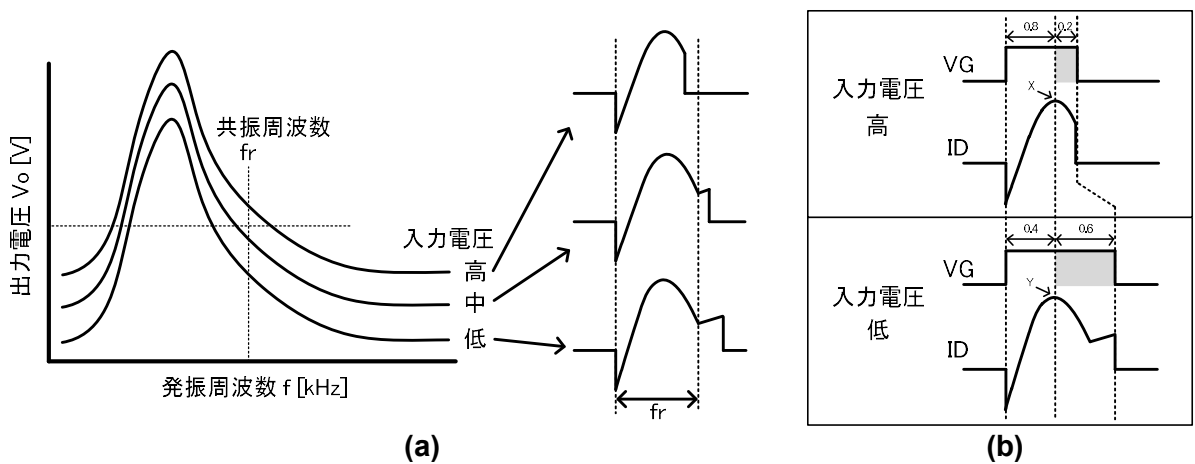 出力電圧 Vo [V]
共振周波数
fr
入力電圧
高
中
低
発振周波数 f [kHz]
fr
(a)
0.8
0.2
VG
X
入力電圧
高
ID
0.4
0.6
VG
Y
入力電圧
低
ID
(b)